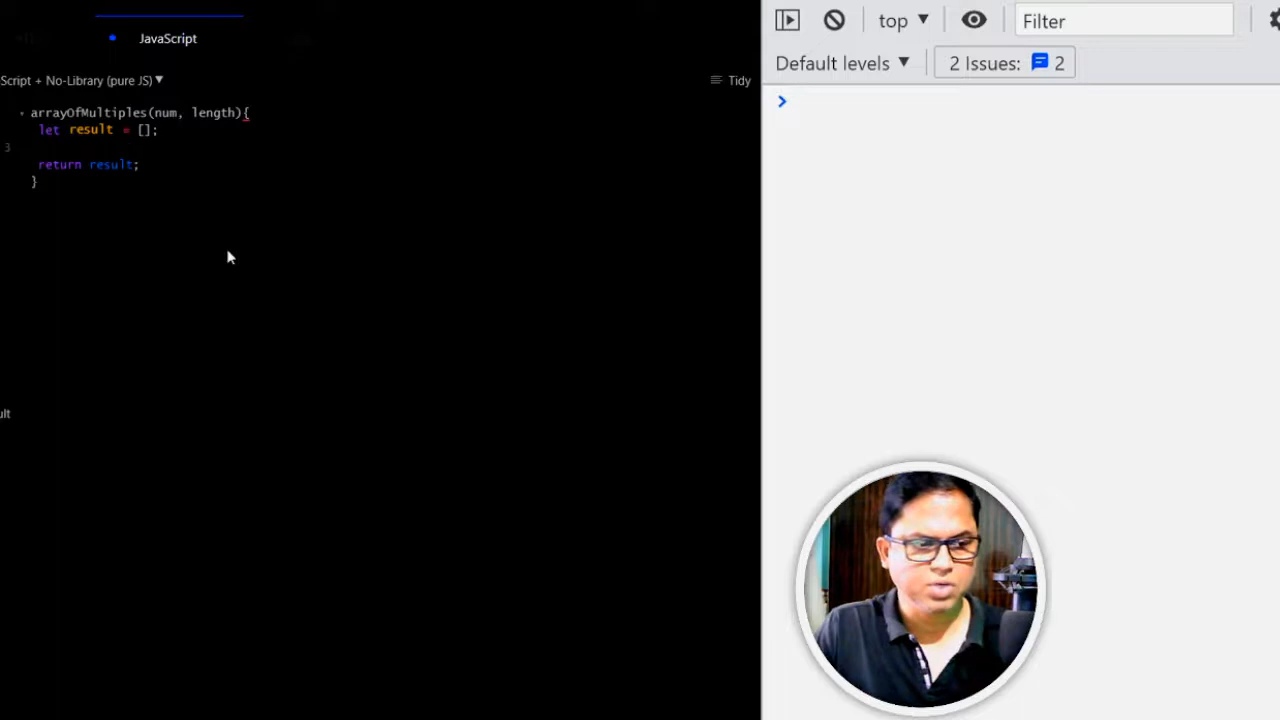 JavaScript
Script + No-Library (pure JS) ▼
Tidy
arrayOfMultiples(num, length){
let result = [];
3
return result;
}
ult
top ▼
Filter
Default levels ▼
2 Issues: 2
>